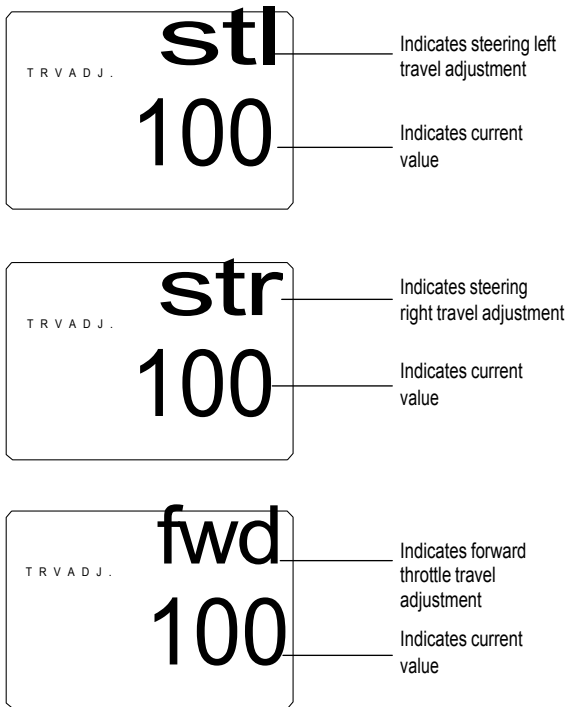 stl
TRVADJ.
100
Indicates steering left
travel adjustment
Indicates current
value
str
TRVADJ.
100
Indicates steering
right travel adjustment
Indicates current
value
fwd
TRVADJ.
100
Indicates forward
throttle travel
adjustment
Indicates current
value